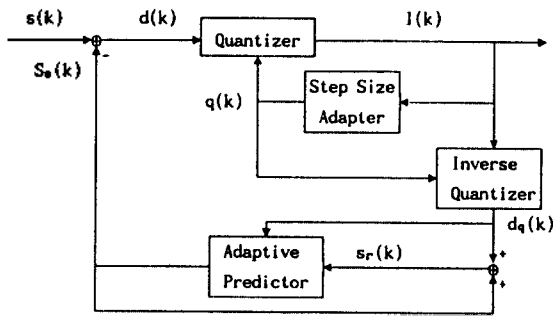 s(k)
d(k)
Quantizer
I(k)
-
Se(k)
q(k)
Step Size
Adapter
Inverse
Quantizer
dq(k)
Adaptive
Predictor
sr(k)
+
+